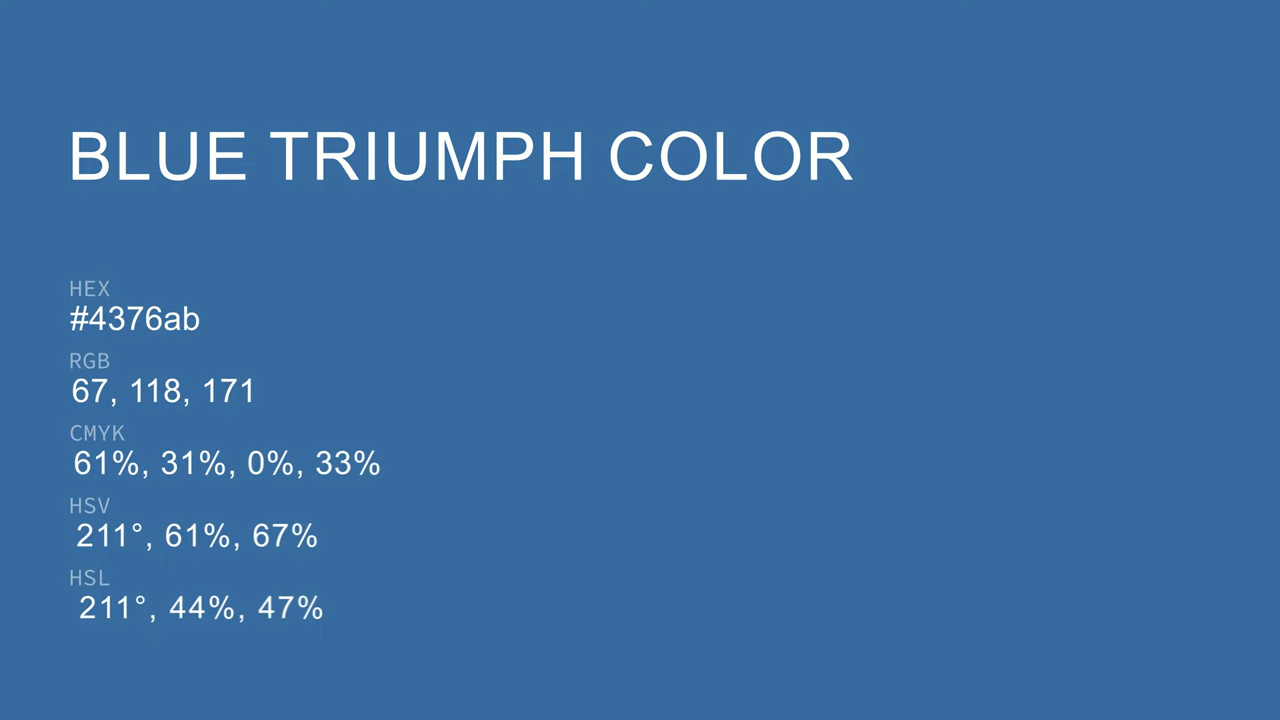 BLUE TRIUMPH COLOR
HEX
#4376ab
RGB
67, 118, 171
CMYK
61%, 31%, 0%, 33%
HSV
211°, 61%, 67%
HSL
211°, 44%, 47%